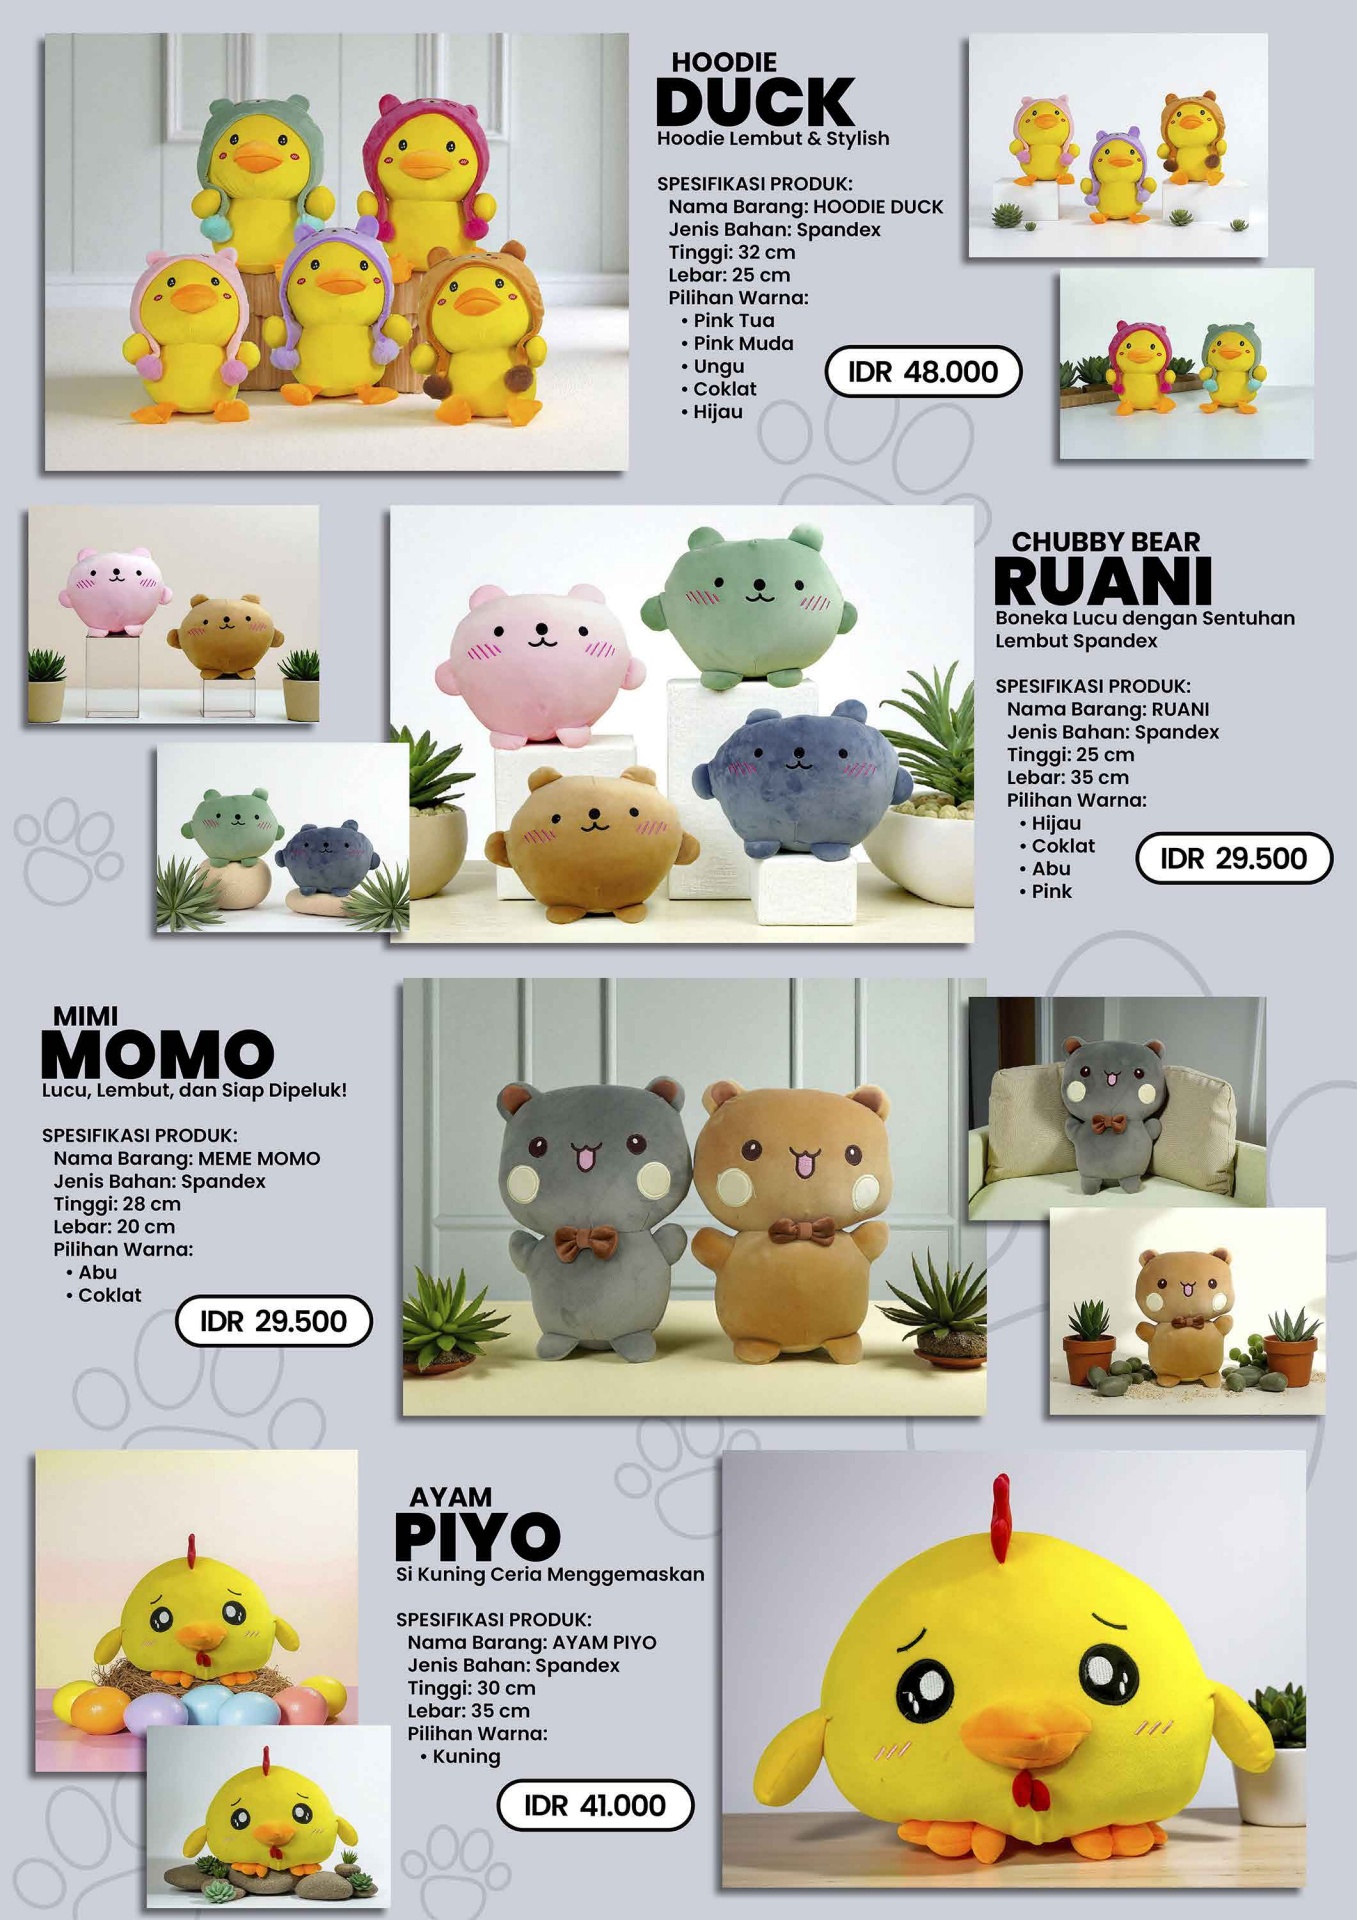 HOODIE
DUCK
Hoodie Lembut & Stylish
SPESIFIKASI PRODUK:
Nama Barang: HOODIE DUCK
Jenis Bahan: Spandex
Tinggi: 32 cm
Lebar: 25 cm
Pilihan Warna:
• Pink Tua
• Pink Muda
• Ungu
• Coklat
• Hijau
IDR 48.000
CHUBBY BEAR
RUANI
Boneka Lucu dengan Sentuhan
Lembut Spandex
SPESIFIKASI PRODUK:
Nama Barang: RUANI
Jenis Bahan: Spandex
Tinggi: 25 cm
Lebar: 35 cm
Pilihan Warna:
• Hijau
• Coklat
• Abu
• Pink
IDR 29.500
MIMI
MOMO
Lucu, Lembut, dan Siap Dipeluk!
SPESIFIKASI PRODUK:
Nama Barang: MEME MOMO
Jenis Bahan: Spandex
Tinggi: 28 cm
Lebar: 20 cm
Pilihan Warna:
• Abu
• Coklat
IDR 29.500
AYAM
PIYO
Si Kuning Ceria Menggemaskan
SPESIFIKASI PRODUK:
Nama Barang: AYAM PIYO
Jenis Bahan: Spandex
Tinggi: 30 cm
Lebar: 35 cm
Pilihan Warna:
• Kuning
IDR 41.000